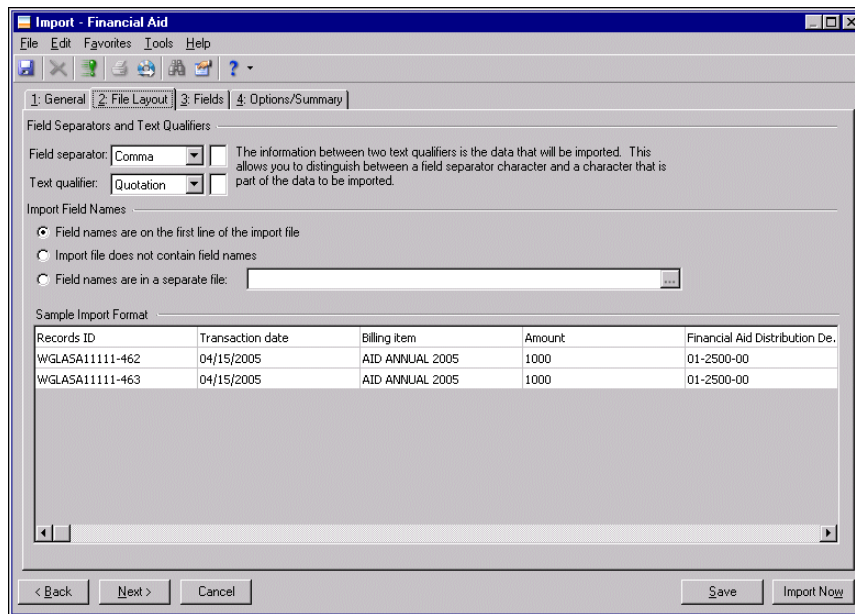 Import - Financial Aid
File Edit Favorites Tools Help
1: General 2: File Layout 3: Fields 4: Options/Summary
Field Separators and Text Qualifiers
Field separator: Comma
The information between two text qualifiers is the data that will be imported. This
allows you to distinguish between a field separator character and a character that is
Text qualifier: Quotation
part of the data to be imported.
Import Field Names
Field names are on the first line of the import file
Import file does not contain field names
Field names are in a separate file: ...
Sample Import Format
Records ID Transaction date Billing item Amount Financial Aid Distribution De.
WGLASA11111-462 04/15/2005 AID ANNUAL 2005 1000 01-2500-00
WGLASA11111-463 04/15/2005 AID ANNUAL 2005 1000 01-2500-00
< Back Next > Cancel Save Import Now